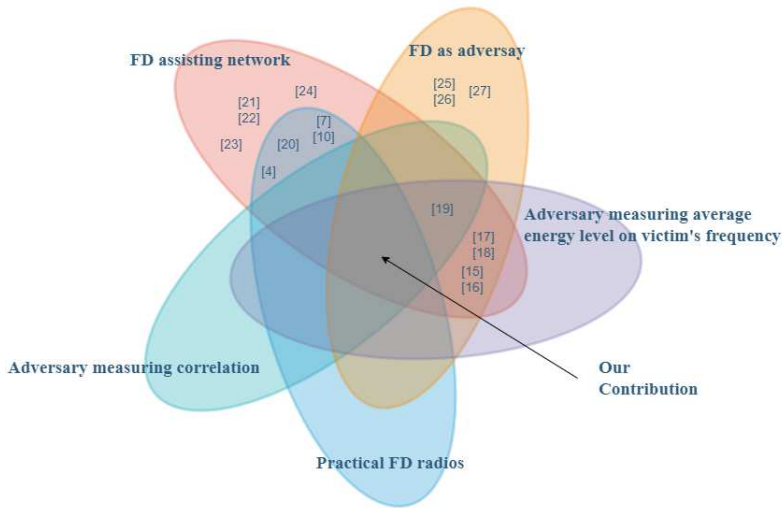 FD as adversay
FD assisting network
[25]
[26]
[27]
[24]
[21]
[22]
[7]
[10]
[23]
[20]
[4]
[19]
Adversary measuring average
energy level on victim's frequency
[17]
[18]
[15]
[16]
Adversary measuring correlation
Our
Contribution
Practical FD radios